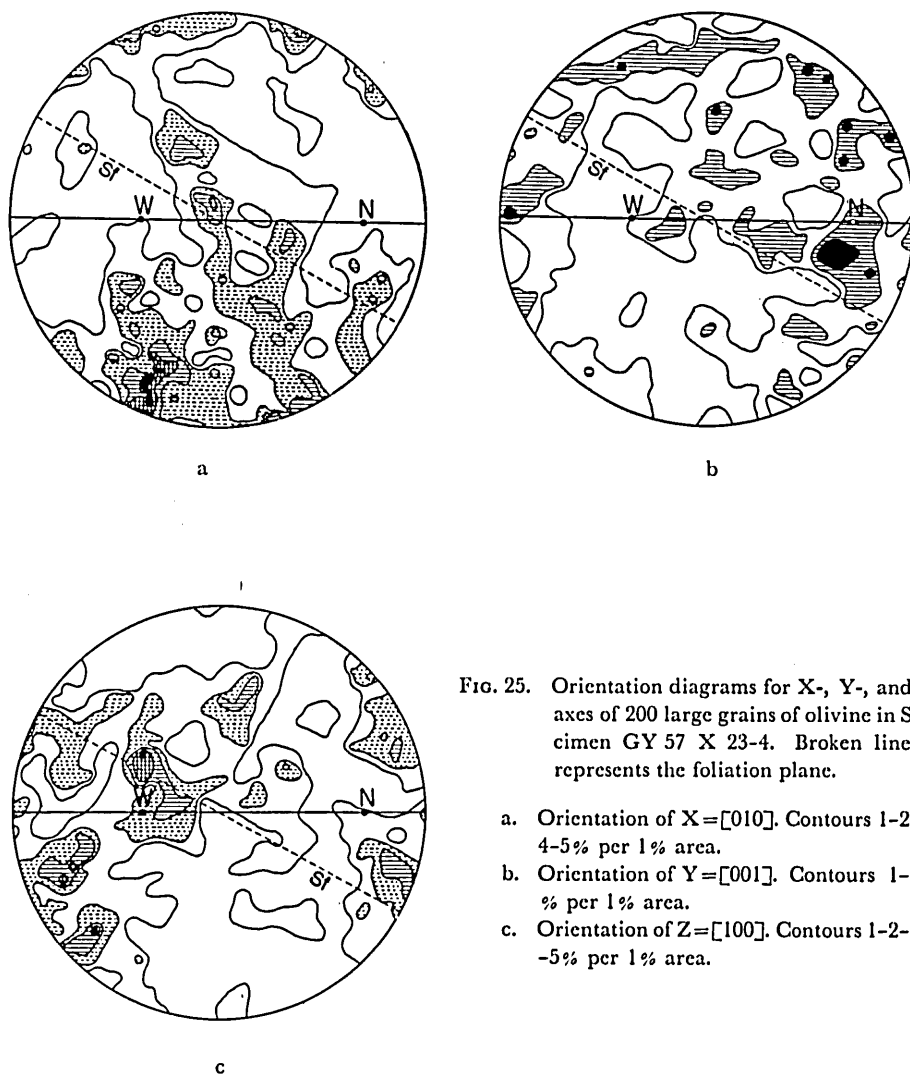 W
N
Sf
a
W
N
Sf
b
W
N
Sf
c
FIG. 25. Orientation diagrams for X-, Y-, and
axes of 200 large grains of olivine in S
cimen GY 57 X 23-4. Broken line
represents the foliation plane.
a. Orientation of X=[010]. Contours 1-2
4-5% per 1% area.
b. Orientation of Y=[001]. Contours 1-
% per 1% area.
c. Orientation of Z=[100]. Contours 1-2-
-5% per 1% area.